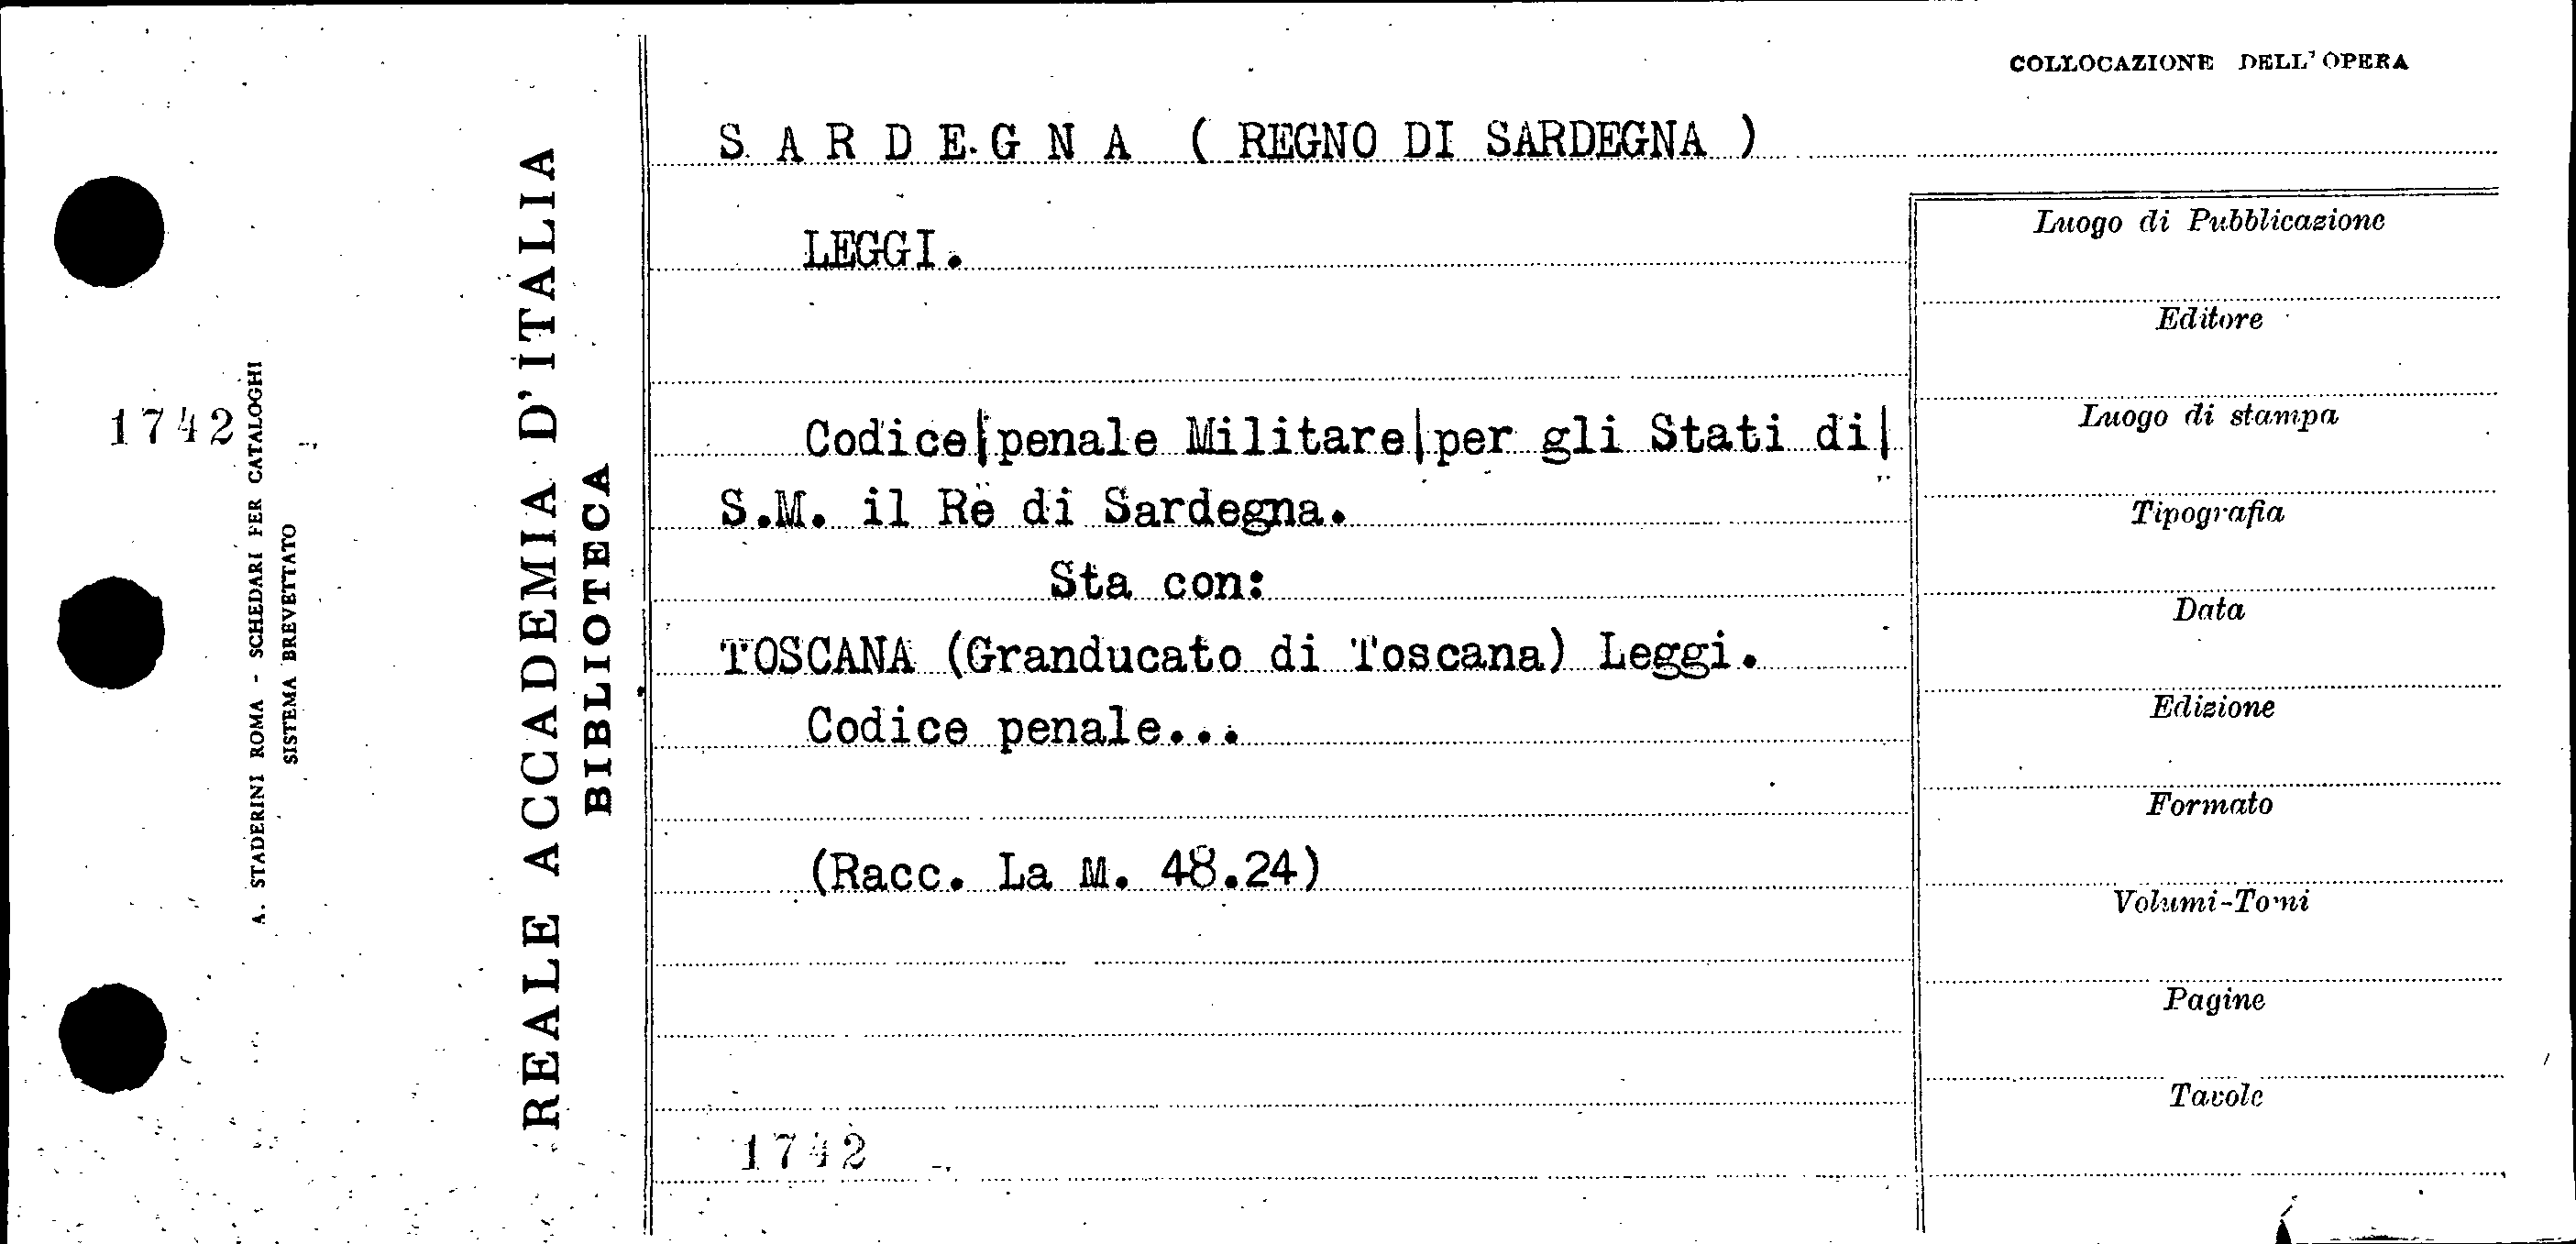 COLLOCAZIONE DELL'OPERA
SARDEGNA ( REGNO DI SARDEGNA )
LEGGI.
Codice|penale Militare|per gli Stati di|
S.M. il Re di Sardegna.
Sta con:
TOSCANA (Granducato di Toscana) Leggi.
Codice penale...
(Racc. La M. 48.24)
1742
Luogo di Pubblicazione
Editore
Luogo di stampa
Tipografia
Data
Edizione
Formato
Volumi-Tomi
Pagine
Tavole
1742
A. STADERINI ROMA - SCHEDARI PER CATALOGHI
SISTEMA BREVETTATO
REALE ACCADEMIA D'ITALIA
BIBLIOTECA